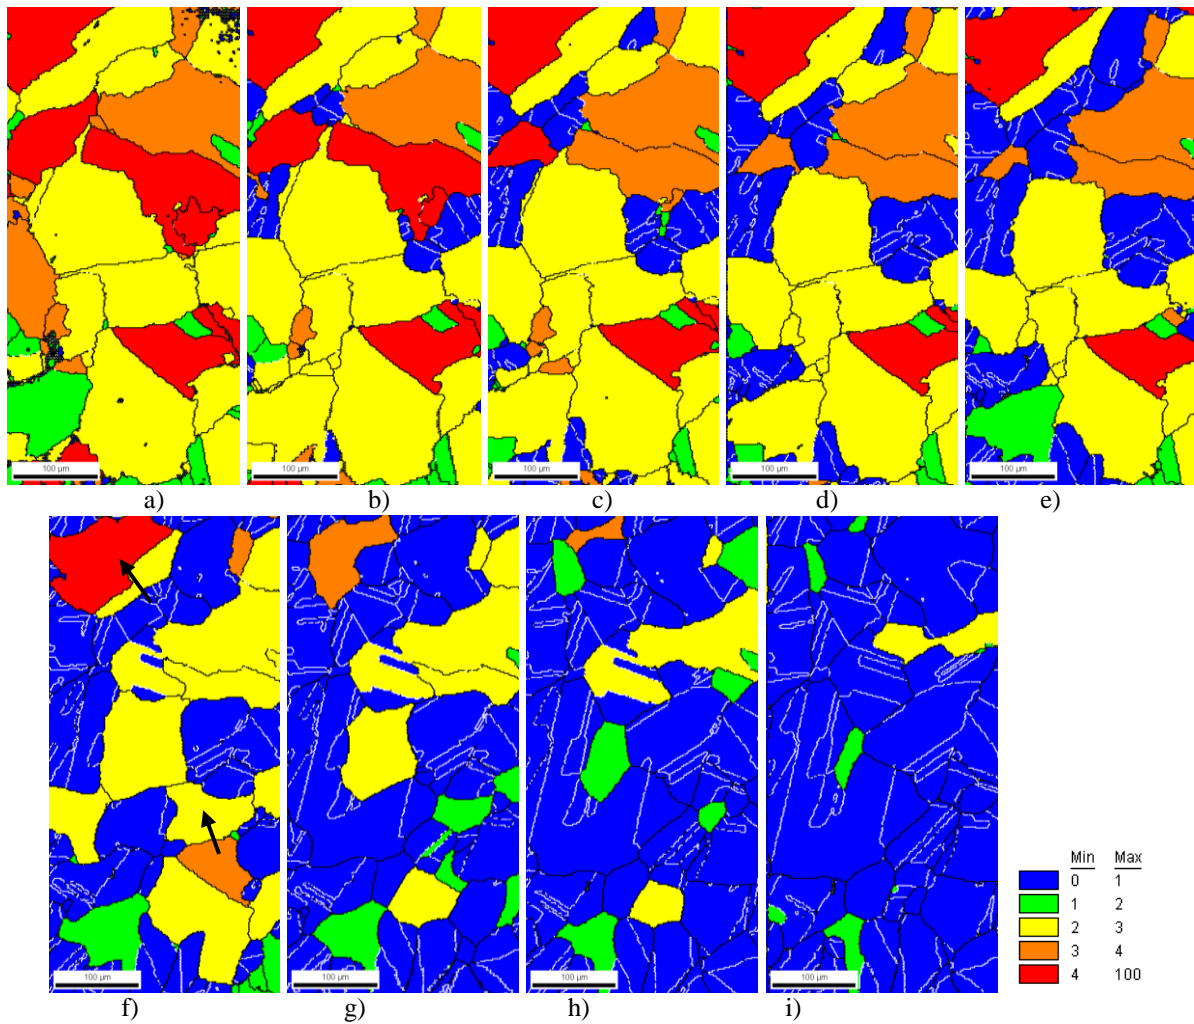 100 µm 100 µm 100 µm 100 µm 100 µm
a) b) c) d) e)
Min Max
0 1
1 2
2 3
3 4
4 100
100 µm 100 µm 100 µm 100 µm
f) g) h) i)